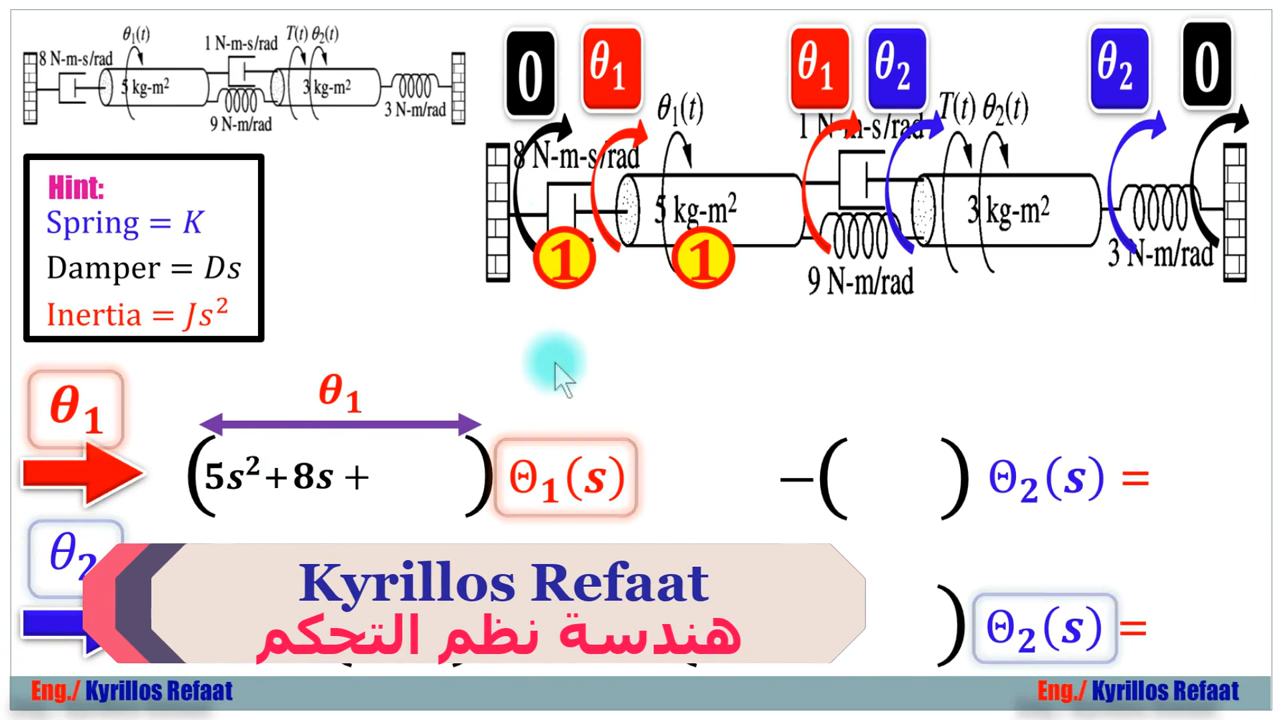 θ₁(t)
T(t) θ₂(t)
8 N-m-s/rad
1 N-m-s/rad
5 kg-m²
3 kg-m²
9 N-m/rad
3 N-m/rad
0
θ₁
θ₁
θ₂
θ₂
0
θ₁(t)
1 N-m-s/rad
T(t) θ₂(t)
8 N-m-s/rad
5 kg-m²
3 kg-m²
1
1
9 N-m/rad
3 N-m/rad
Hint:
Spring = K
Damper = Ds
Inertia = Js²
θ₁
θ₁
(5s²+8s+ ) Θ₁(s) −( ) Θ₂(s) =
θ₂
) Θ₂(s) =
Kyrillos Refaat
هندسة نظم التحكم
Eng./ Kyrillos Refaat
Eng./ Kyrillos Refaat